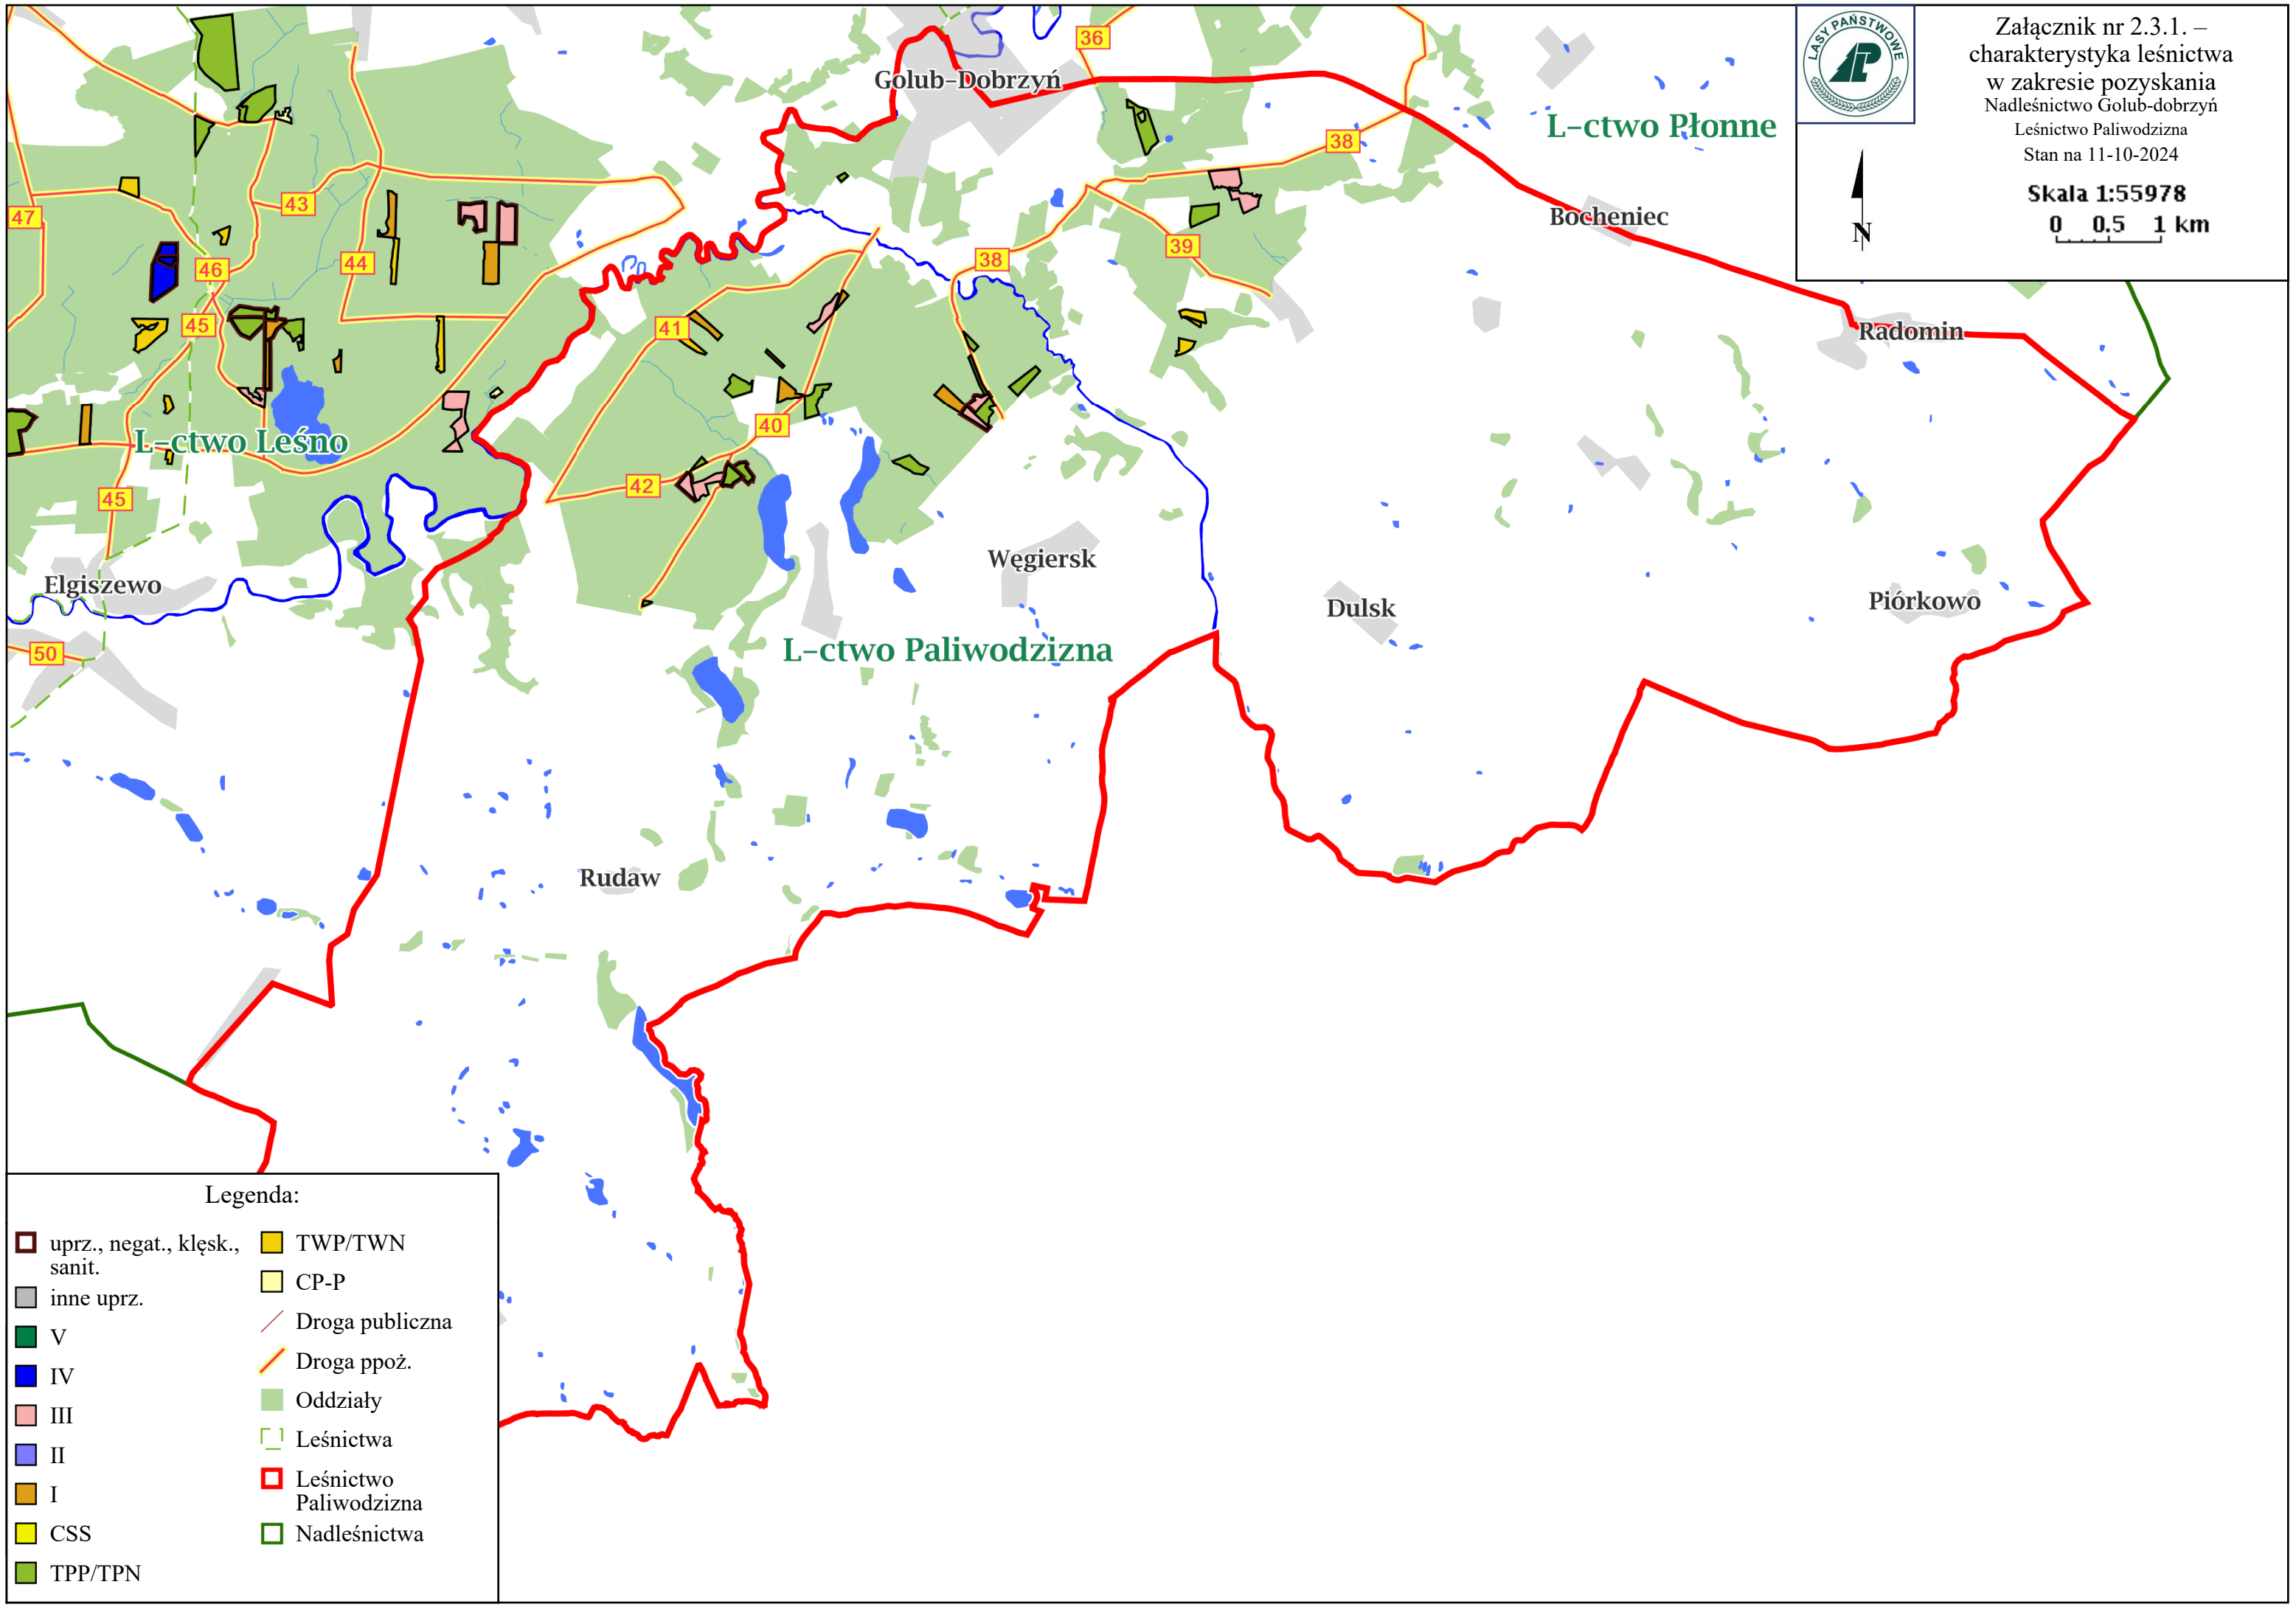 Załącznik nr 2.3.1. –
charakterystyka leśnictwa
w zakresie pozyskania
Nadleśnictwo Golub-dobrzyń
Leśnictwo Paliwodzizna
Stan na 11-10-2024
Skala 1:55978
0 0.5 1 km
LASY PAŃSTWOWE
N
36
Golub-Dobrzyń
L-ctwo Płonne
38
47
43
Bocheniec
39
46
44
38
45
41
Radomin
40
L-ctwo Leśno
42
45
Węgiersk
Elgiszewo
Dulsk
Piórkowo
50
L-ctwo Paliwodzizna
Rudaw
Legenda:
uprz., negat., klęsk.,
sanit.
inne uprz.
V
IV
III
II
I
CSS
TPP/TPN
TWP/TWN
CP-P
Droga publiczna
Droga ppoż.
Oddziały
Leśnictwa
Leśnictwo
Paliwodzizna
Nadleśnictwa